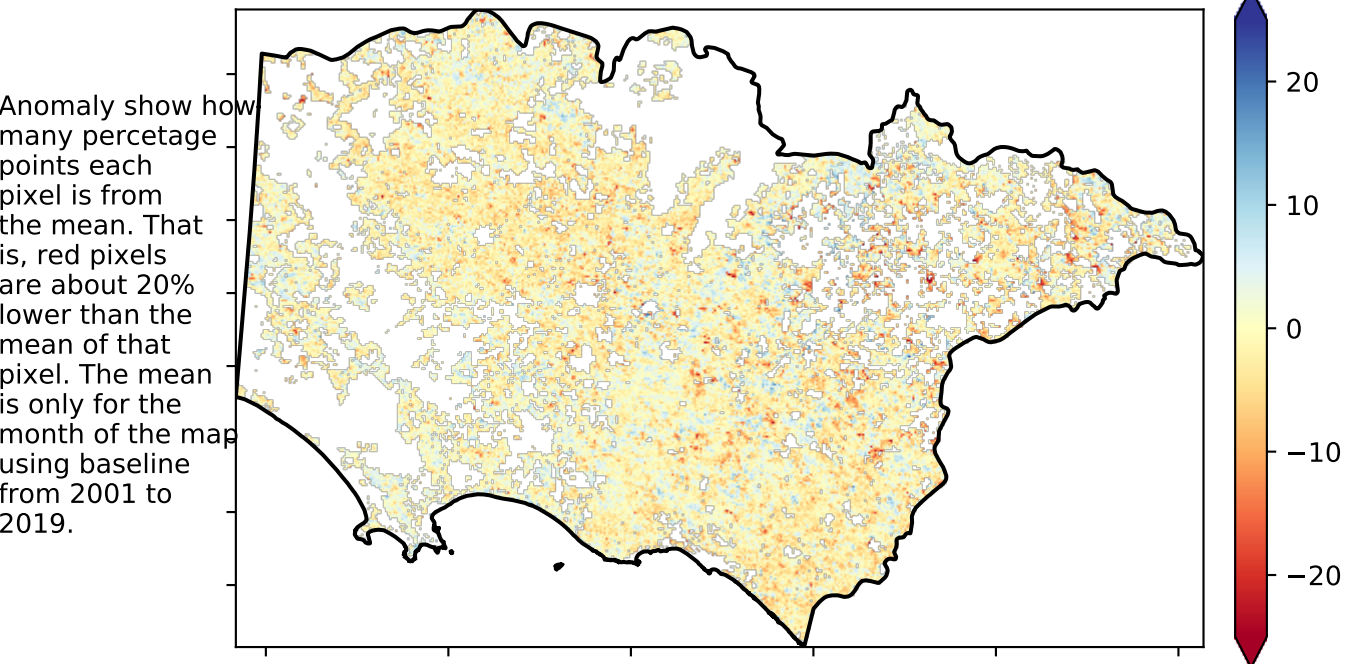 Anomaly show how
many percetage
points each
pixel is from
the mean. That
is, red pixels
are about 20%
lower than the
mean of that
pixel. The mean
is only for the
month of the map
using baseline
from 2001 to
2019.
20
10
0
−10
−20